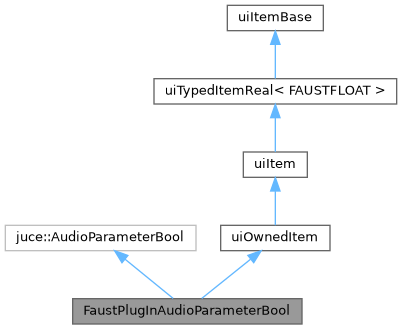 uiItemBase
uiTypedItemReal< FAUSTFLOAT >
uiItem
juce::AudioParameterBool
uiOwnedItem
FaustPlugInAudioParameterBool